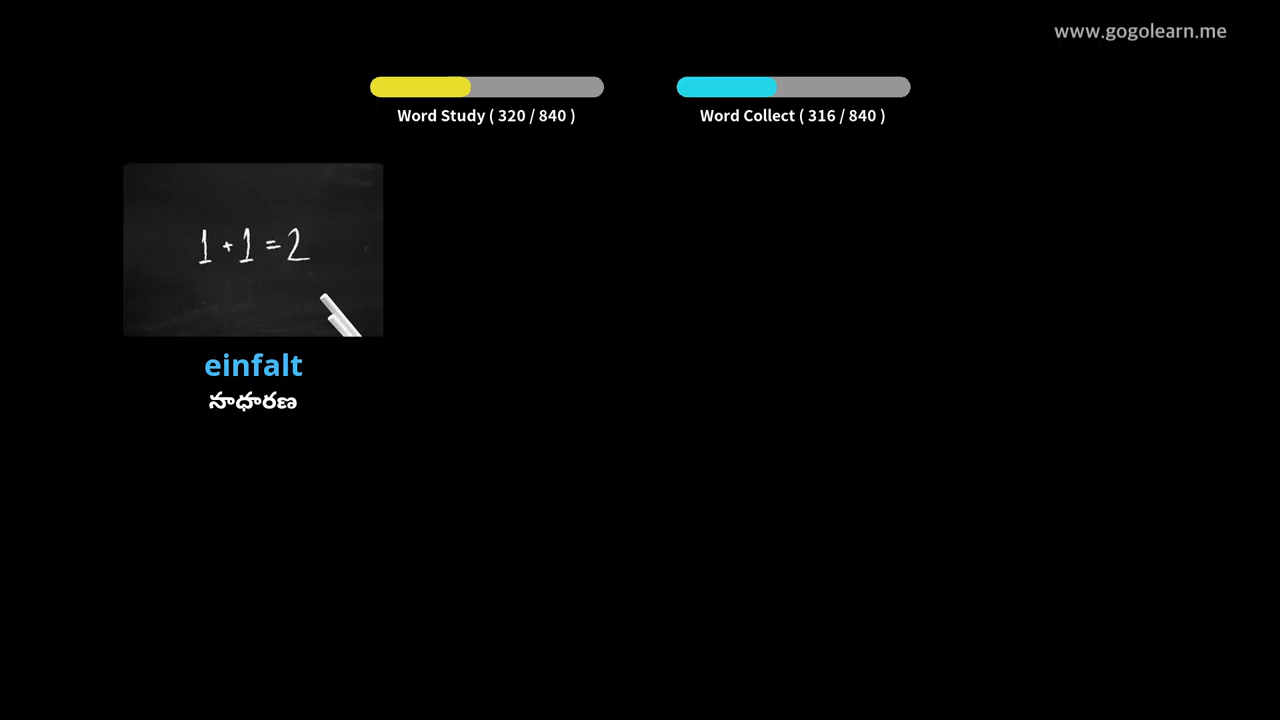 www.gogolearn.me
Word Study ( 320 / 840 )
Word Collect ( 316 / 840 )
1 + 1 = 2
einfalt
సాధారణ